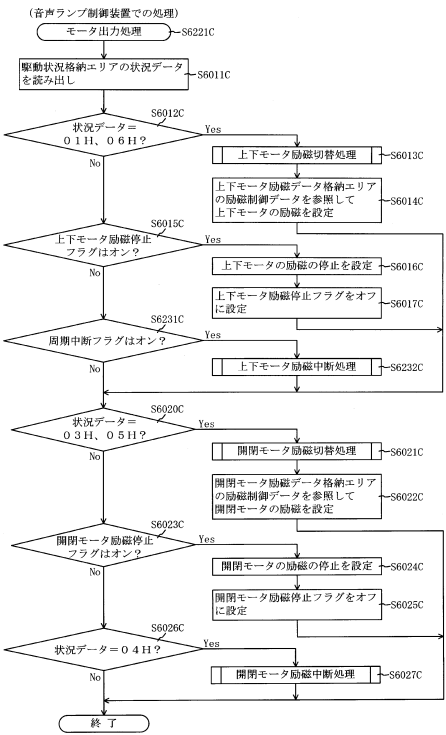 (音声ランプ制御装置での処理)
モータ出力処理
S6221C
駆動状況格納エリアの状況データ
を読み出し
S6011C
S6012C
状況データ=
01H、06H?
Yes
No
上下モータ励磁切替処理
S6013C
上下モータ励磁データ格納エリア
の励磁制御データを参照して
上下モータの励磁を設定
S6014C
S6015C
上下モータ励磁停止
フラグはオン?
Yes
No
上下モータの励磁の停止を設定
S6016C
上下モータ励磁停止フラグをオフ
に設定
S6017C
S6231C
周期中断フラグはオン?
Yes
No
上下モータ励磁中断処理
S6232C
S6020C
状況データ=
03H、05H?
Yes
No
開閉モータ励磁切替処理
S6021C
開閉モータ励磁データ格納エリア
の励磁制御データを参照して
開閉モータの励磁を設定
S6022C
S6023C
開閉モータ励磁停止
フラグはオン?
Yes
No
開閉モータの励磁の停止を設定
S6024C
開閉モータ励磁停止フラグをオフ
に設定
S6025C
S6026C
状況データ=04H?
Yes
No
開閉モータ励磁中断処理
S6027C
終了